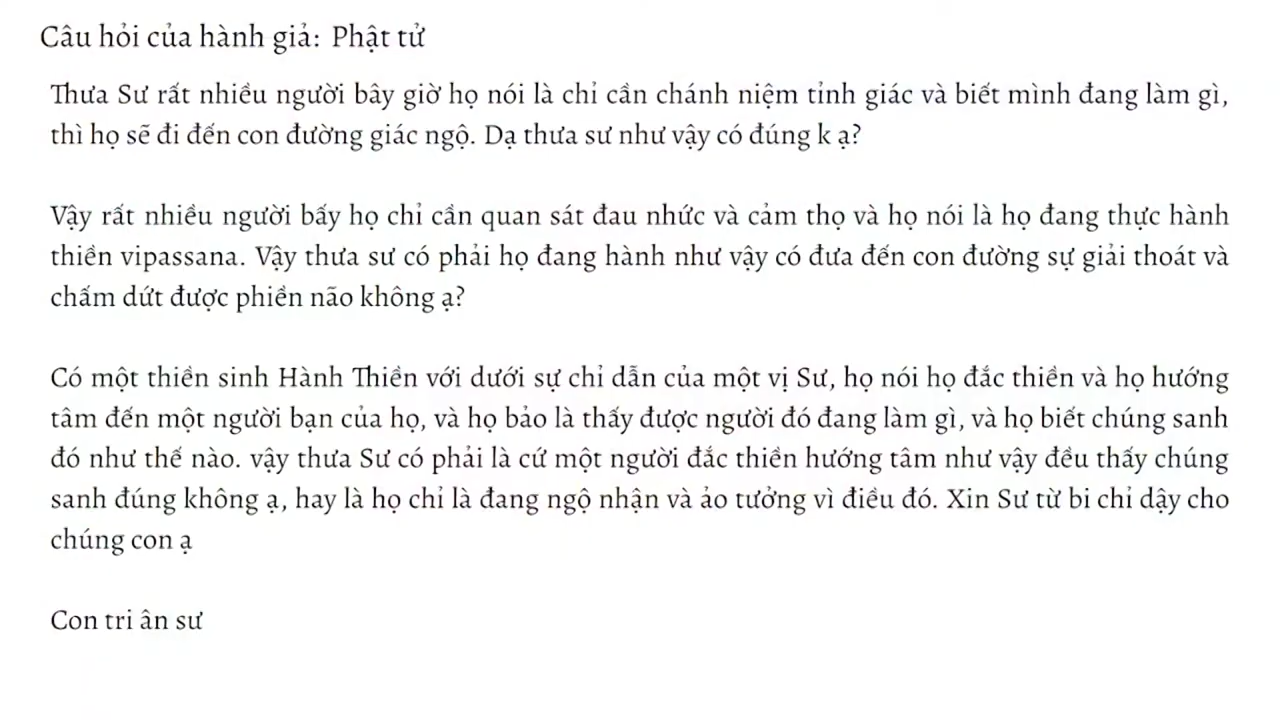 Câu hỏi của hành giả: Phật tử
Thưa Sư rất nhiều người bây giờ họ nói là chỉ cần chánh niệm tỉnh giác và biết mình đang làm gì,
thì họ sẽ đi đến con đường giác ngộ. Dạ thưa sư như vậy có đúng k ạ?
Vậy rất nhiều người bấy họ chỉ cần quan sát đau nhức và cảm thọ và họ nói là họ đang thực hành
thiền vipassana. Vậy thưa sư có phải họ đang hành như vậy có đưa đến con đường sự giải thoát và
chấm dứt được phiền não không ạ?
Có một thiền sinh Hành Thiền với dưới sự chỉ dẫn của một vị Sư, họ nói họ đắc thiền và họ hướng
tâm đến một người bạn của họ, và họ bảo là thấy được người đó đang làm gì, và họ biết chúng sanh
đó như thế nào. vậy thưa Sư có phải là cứ một người đắc thiền hướng tâm như vậy đều thấy chúng
sanh đúng không ạ, hay là họ chỉ là đang ngộ nhận và ảo tưởng vì điều đó. Xin Sư từ bi chỉ dậy cho
chúng con ạ
Con tri ân sư